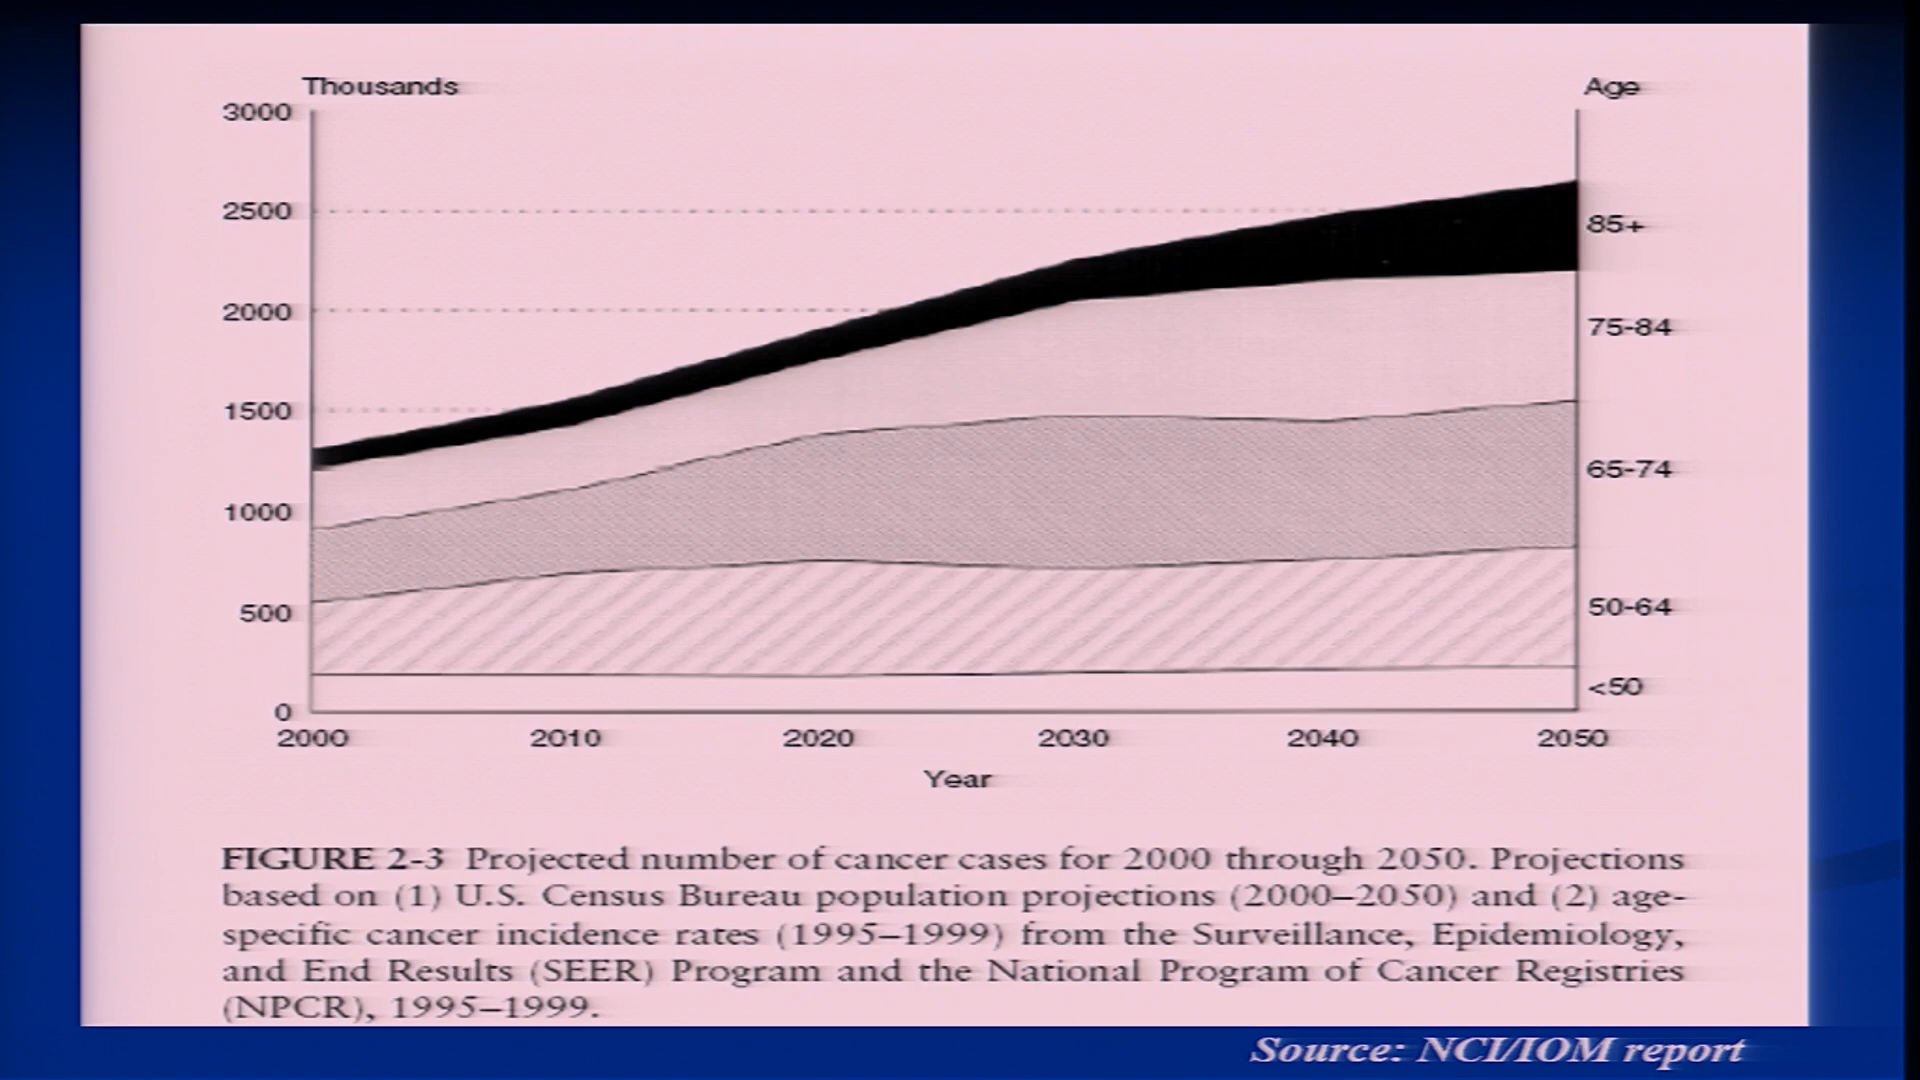 Thousands
Age
3000
2500
2000
1500
1000
500
0
85+
75-84
65-74
50-64
<50
2000 2010 2020 2030 2040 2050
Year
FIGURE 2-3 Projected number of cancer cases for 2000 through 2050. Projections
based on (1) U.S. Census Bureau population projections (2000–2050) and (2) age-
specific cancer incidence rates (1995–1999) from the Surveillance, Epidemiology,
and End Results (SEER) Program and the National Program of Cancer Registries
(NPCR), 1995–1999.
Source: NCI/IOM report